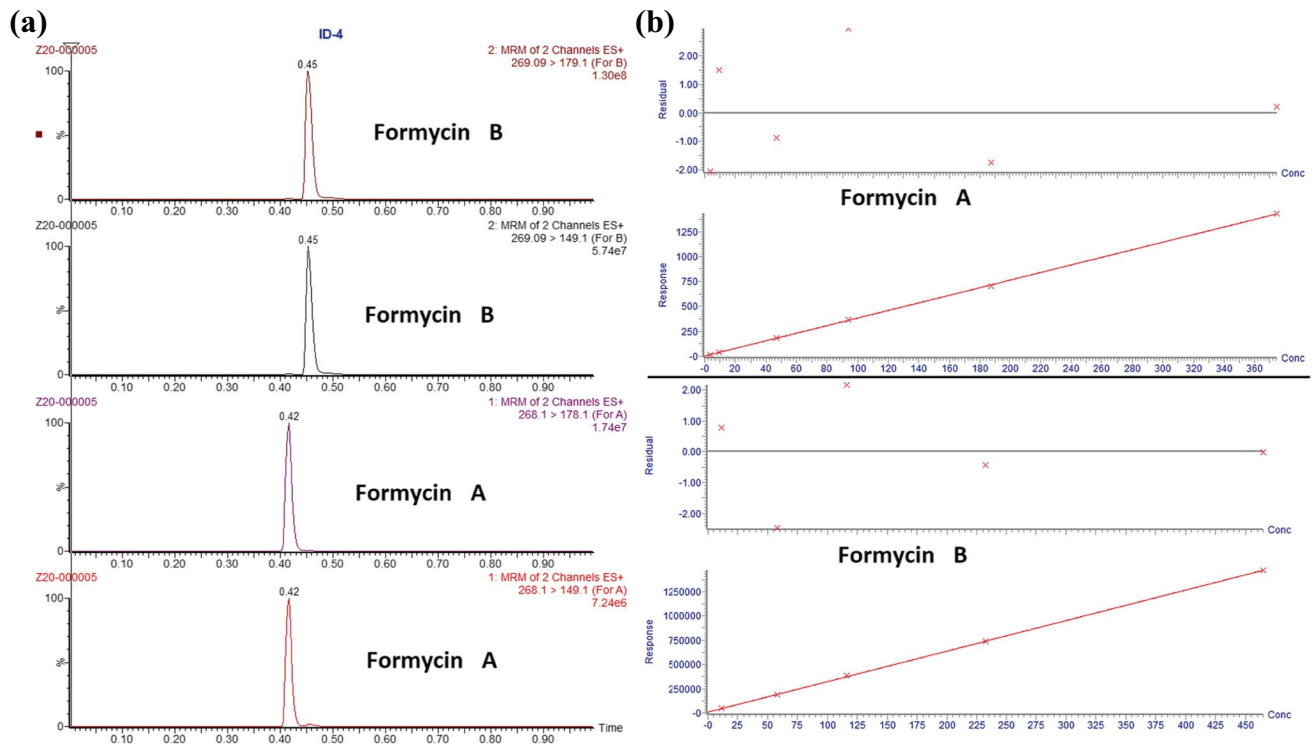 (a)
ID-4
Z20-000005
2: MRM of 2 Channels ES+
269.09 > 179.1 (For B)
1.30e8
100
0.45
%
Formycin B
0
0.10 0.20 0.30 0.40 0.50 0.60 0.70 0.80 0.90
Z20-000005
2: MRM of 2 Channels ES+
269.09 > 149.1 (For B)
5.74e7
100
0.45
%
Formycin B
0
0.10 0.20 0.30 0.40 0.50 0.60 0.70 0.80 0.90
Z20-000005
1: MRM of 2 Channels ES+
268.1 > 178.1 (For A)
1.74e7
100
0.42
%
Formycin A
0
0.10 0.20 0.30 0.40 0.50 0.60 0.70 0.80 0.90
Z20-000005
1: MRM of 2 Channels ES+
268.1 > 149.1 (For A)
7.24e6
100
0.42
%
Formycin A
0
Time
0.10 0.20 0.30 0.40 0.50 0.60 0.70 0.80 0.90
(b)
Residual
2.00
1.00
0.00
-1.00
-2.00
Conc
Formycin A
Response
1250
1000
750
500
250
-0
Conc
-0 20 40 60 80 100 120 140 160 180 200 220 240 260 280 300 320 340 360
Residual
2.00
1.00
0.00
-1.00
-2.00
Conc
Formycin B
Response
1250000
1000000
750000
500000
250000
-0
Conc
-0 25 50 75 100 125 150 175 200 225 250 275 300 325 350 375 400 425 450